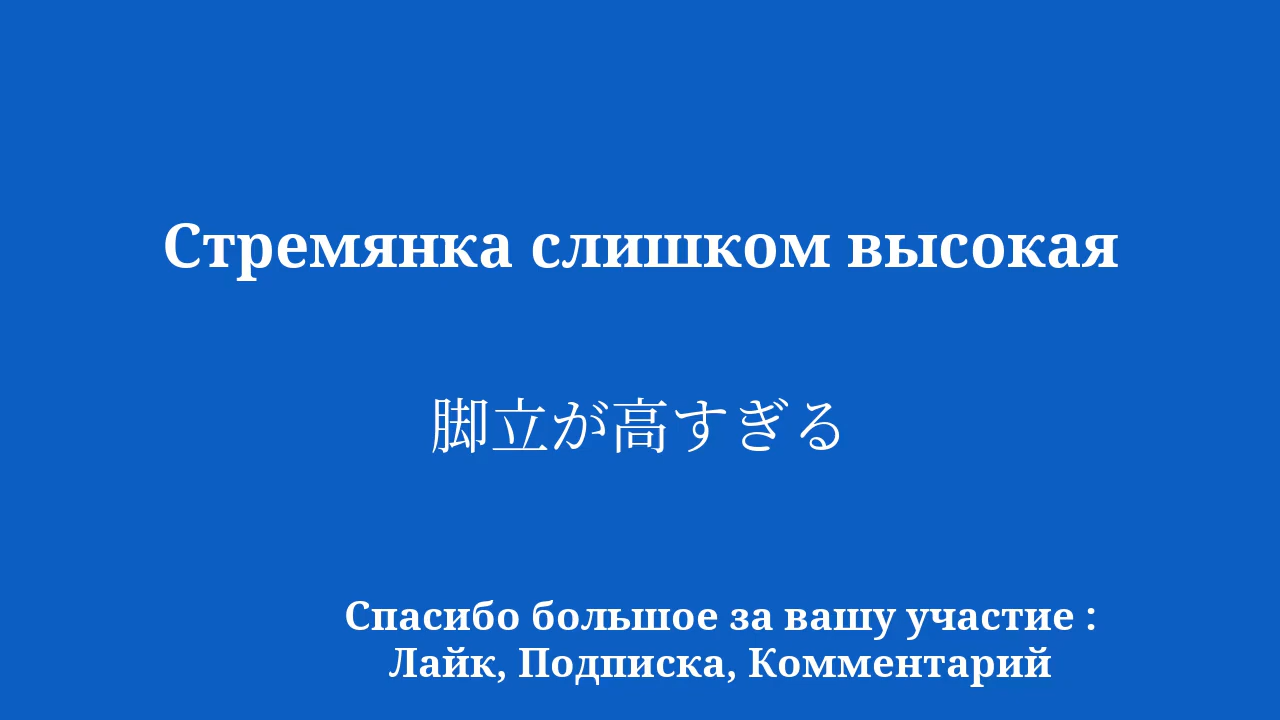 Стремянка слишком высокая
脚立が高すぎる
Спасибо большое за вашу участие :
Лайк, Подписка, Комментарий